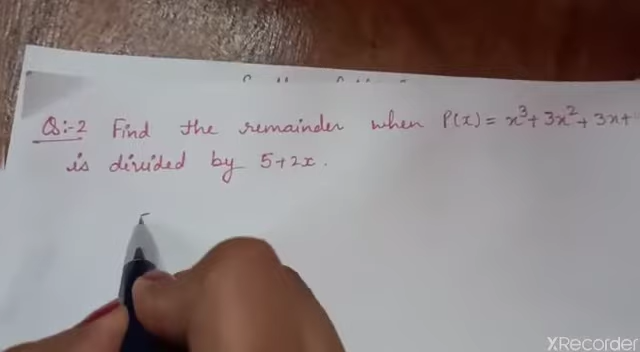 Q:-2 Find the remainder when P(x) = x³ + 3x² + 3x +
is divided by 5+2x.
XRecorder